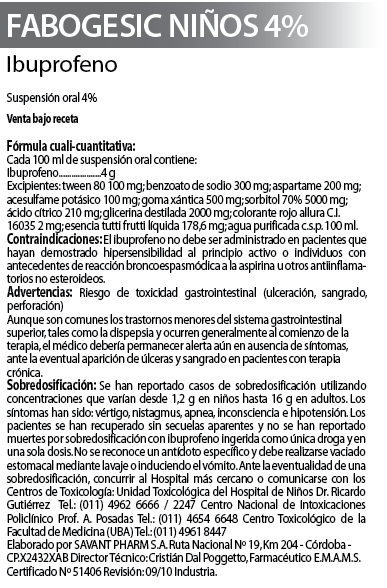 FABOGESIC NIÑOS 4%
Ibuprofeno
Suspensión oral 4%
Venta bajo receta
Fórmula cuali-cuantitativa:
Cada 100 ml de suspensión oral contiene:
Ibuprofeno....................4 g
Excipientes: tween 80 100 mg; benzoato de sodio 300 mg; aspartame 200 mg;
acesulfame potásico 100 mg; goma xántica 500 mg; sorbitol 70% 5000 mg;
ácido cítrico 210 mg; glicerina destilada 2000 mg; colorante rojo allura C.I.
16035 2 mg; esencia tutti frutti líquida 178,6 mg; agua purificada c.s.p. 100 ml.
Contraindicaciones: El ibuprofeno no debe ser administrado en pacientes que
hayan demostrado hipersensibilidad al principio activo o individuos con
antecedentes de reacción broncoespasmódica a la aspirina u otros antiinflama-
torios no esteroideos.
Advertencias: Riesgo de toxicidad gastrointestinal (ulceración, sangrado,
perforación)
Aunque son comunes los trastornos menores del sistema gastrointestinal
superior, tales como la dispepsia y ocurren generalmente al comienzo de la
terapia, el médico debería permanecer alerta aún en ausencia de síntomas,
ante la eventual aparición de úlceras y sangrado en pacientes con terapia
crónica.
Sobredosificación: Se han reportado casos de sobredosificación utilizando
concentraciones que varían desde 1,2 g en niños hasta 16 g en adultos. Los
síntomas han sido: vértigo, nistagmus, apnea, inconsciencia e hipotensión. Los
pacientes se han recuperado sin secuelas aparentes y no se han reportado
muertes por sobredosificación con ibuprofeno ingerida como única droga y en
una sola dosis. No se reconoce un antídoto específico y debe realizarse vaciado
estomacal mediante lavaje o induciendo el vómito. Ante la eventualidad de una
sobredosificación, concurrir al Hospital más cercano o comunicarse con los
Centros de Toxicología: Unidad Toxicológica del Hospital de Niños Dr. Ricardo
Gutiérrez Tel.: (011) 4962 6666 / 2247 Centro Nacional de Intoxicaciones
Policlínico Prof. A. Posadas Tel.: (011) 4654 6648 Centro Toxicológico de la
Facultad de Medicina (UBA) Tel.: (011) 4961 8447
Elaborado por SAVANT PHARM S.A. Ruta Nacional Nº 19, Km 204 - Córdoba -
CP.X2432XAB Director Técnico: Cristián Dal Poggetto, Farmacéutico E.M.A.M.S.
Certificado Nº 51406 Revisión: 09/10 Industria.